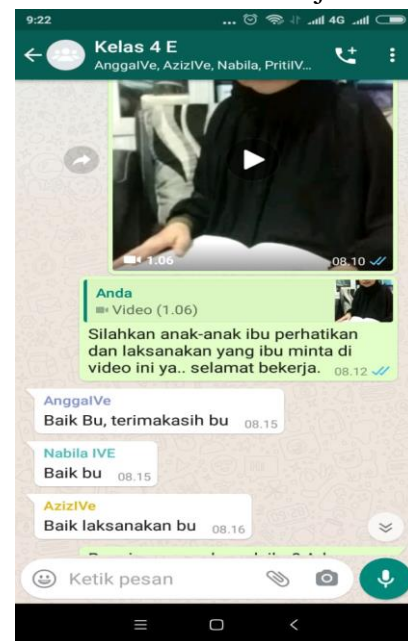 9:22 ... 4G
Kelas 4 E
AnggaIVe, AzizIVe, Nabila, PritiIV...
1.06 08.10
Anda
Video (1.06)
Silahkan anak-anak ibu perhatikan
dan laksanakan yang ibu minta di
video ini ya.. selamat bekerja. 08.12
AnggaIVe
Baik Bu, terimakasih bu 08.15
Nabila IVE
Baik bu 08.15
AzizIVe
Baik laksanakan bu 08.16
Ketik pesan